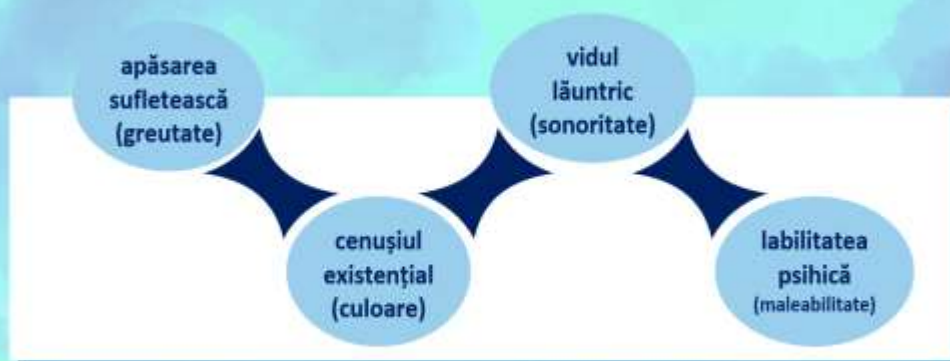 apăsarea
sufletească
(greutate)
cenușiul
existențial
(culoare)
vidul
lăuntric
(sonoritate)
labilitatea
psihică
(maleabilitate)